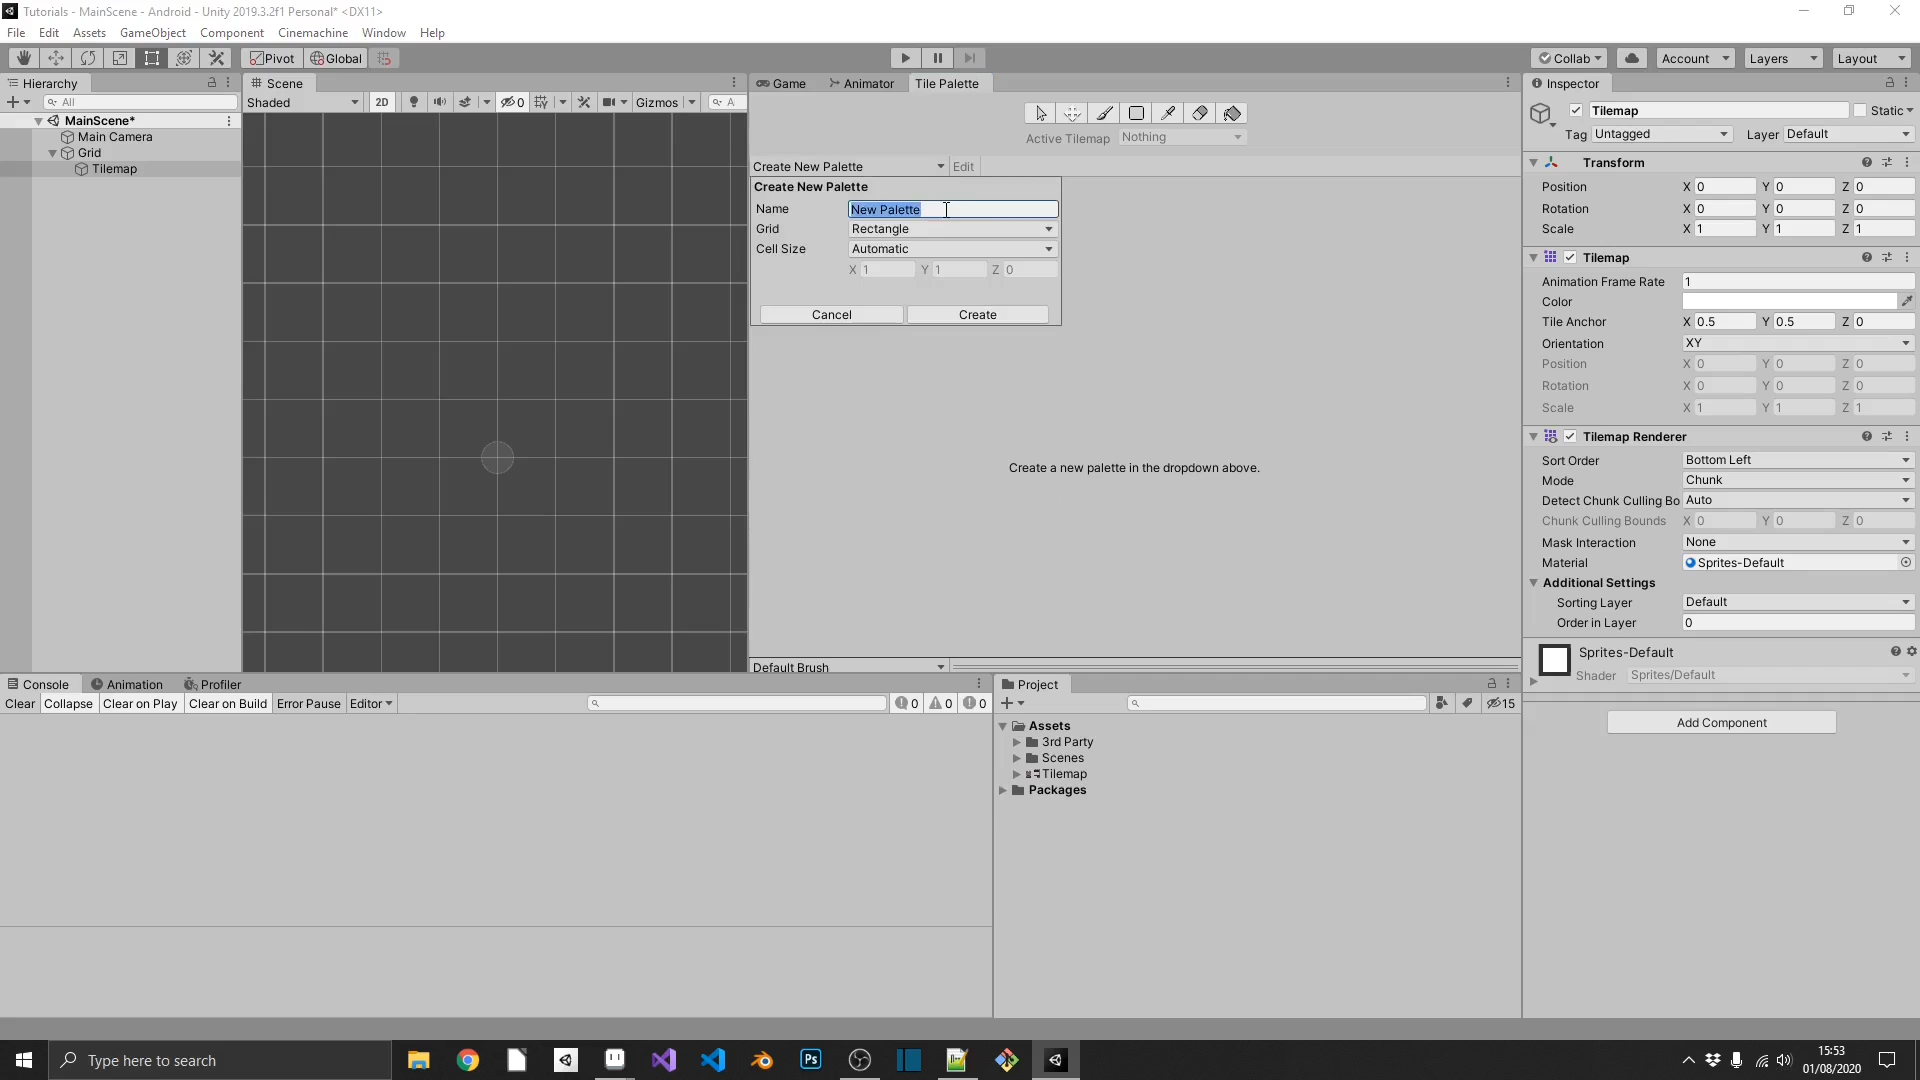 Tutorials - MainScene - Android - Unity 2019.3.2f1 Personal* <DX11>
File Edit Assets GameObject Component Cinemachine Window Help
Pivot Global Collab Account Layers Layout
Hierarchy
All
MainScene*
Main Camera
Grid
Tilemap
Scene
Shaded 2D 0 Gizmos A
Game Animator Tile Palette
Active Tilemap Nothing
Create New Palette Edit
Create New Palette
Name New Palette
Grid Rectangle
Cell Size Automatic
X 1 Y 1 Z 0
Cancel Create
Create a new palette in the dropdown above.
Default Brush
Inspector
Tilemap Static
Tag Untagged Layer Default
Transform
Position X 0 Y 0 Z 0
Rotation X 0 Y 0 Z 0
Scale X 1 Y 1 Z 1
Tilemap
Animation Frame Rate 1
Color
Tile Anchor X 0.5 Y 0.5 Z 0
Orientation XY
Position X 0 Y 0 Z 0
Rotation X 0 Y 0 Z 0
Scale X 1 Y 1 Z 1
Tilemap Renderer
Sort Order Bottom Left
Mode Chunk
Detect Chunk Culling Bo Auto
Chunk Culling Bounds X 0 Y 0 Z 0
Mask Interaction None
Material Sprites-Default
Additional Settings
Sorting Layer Default
Order in Layer 0
Sprites-Default
Shader Sprites/Default
Add Component
Console Animation Profiler
Clear Collapse Clear on Play Clear on Build Error Pause Editor 0 0 0
Project
15
Assets
3rd Party
Scenes
Tilemap
Packages
Type here to search
Ps
15:53
01/08/2020